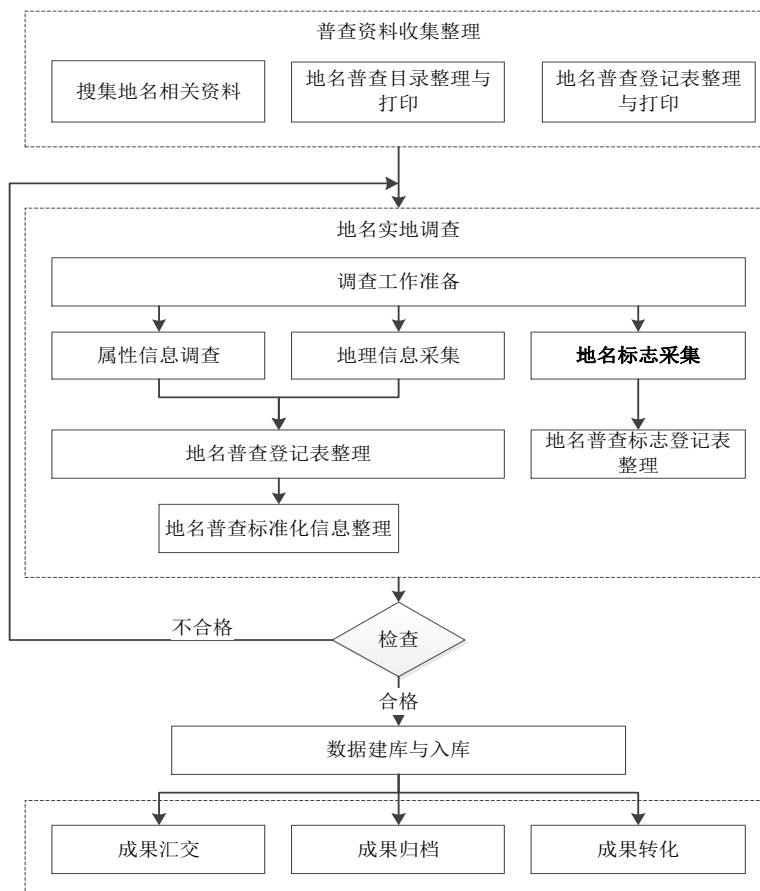 普查资料收集整理
搜集地名相关资料
地名普查目录整理与
打印
地名普查登记表整理
与打印
地名实地调查
调查工作准备
属性信息调查
地理信息采集
地名标志采集
地名普查登记表整理
地名普查标志登记表
整理
地名普查标准化信息整理
检查
不合格
合格
数据建库与入库
成果汇交
成果归档
成果转化